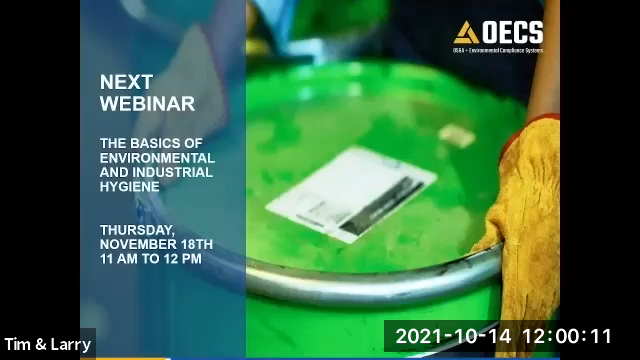 OECS
OSHA + Environmental Compliance Systems
NEXT
WEBINAR
THE BASICS OF
ENVIRONMENTAL
AND INDUSTRIAL
HYGIENE
THURSDAY,
NOVEMBER 18TH
11 AM TO 12 PM
Tim & Larry
2021-10-14 12:00:11